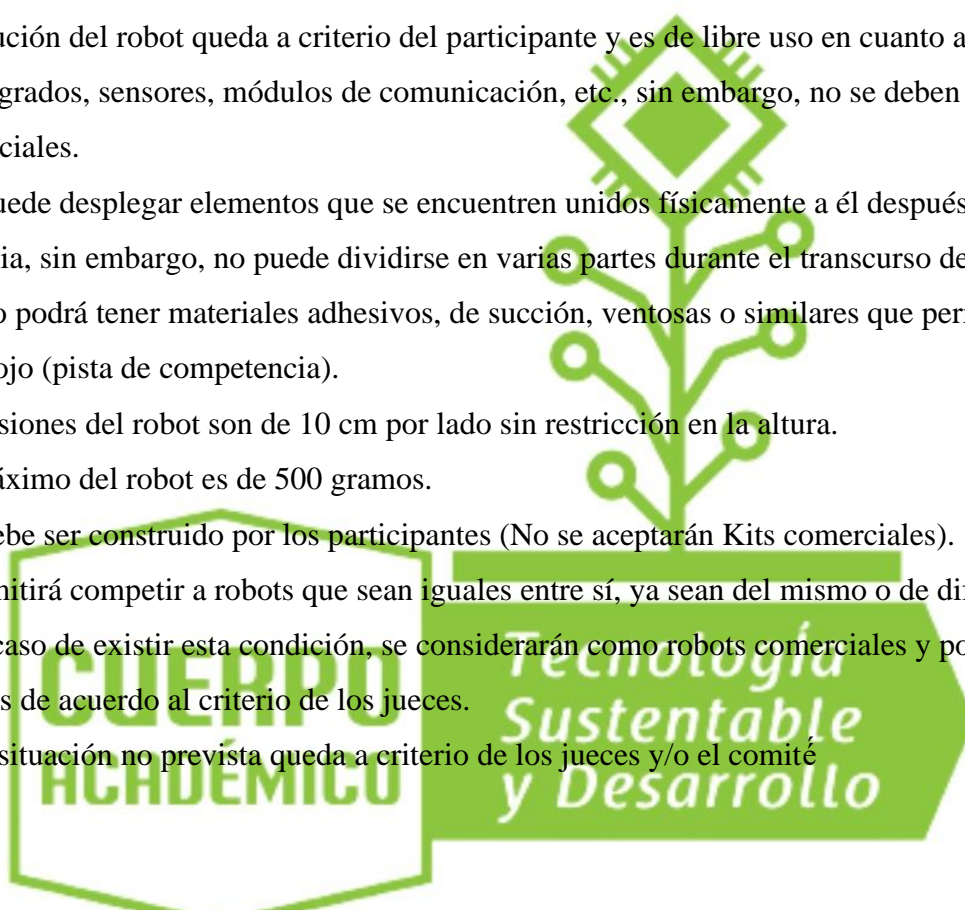 ución del robot queda a criterio del participante y es de libre uso en cuanto a
grados, sensores, módulos de comunicación, etc., sin embargo, no se deben
ciales.
uede desplegar elementos que se encuentren unidos físicamente a él después
ia, sin embargo, no puede dividirse en varias partes durante el transcurso de
o podrá tener materiales adhesivos, de succión, ventosas o similares que per
ojo (pista de competencia).
siones del robot son de 10 cm por lado sin restricción en la altura.
áximo del robot es de 500 gramos.
ebe ser construido por los participantes (No se aceptarán Kits comerciales).
mitirá competir a robots que sean iguales entre sí, ya sean del mismo o de di
caso de existir esta condición, se considerarán como robots comerciales y po
s de acuerdo al criterio de los jueces.
situación no prevista queda a criterio de los jueces y/o el comité
CUERPO
ACADÉMICO
Tecnología
Sustentable
y Desarrollo